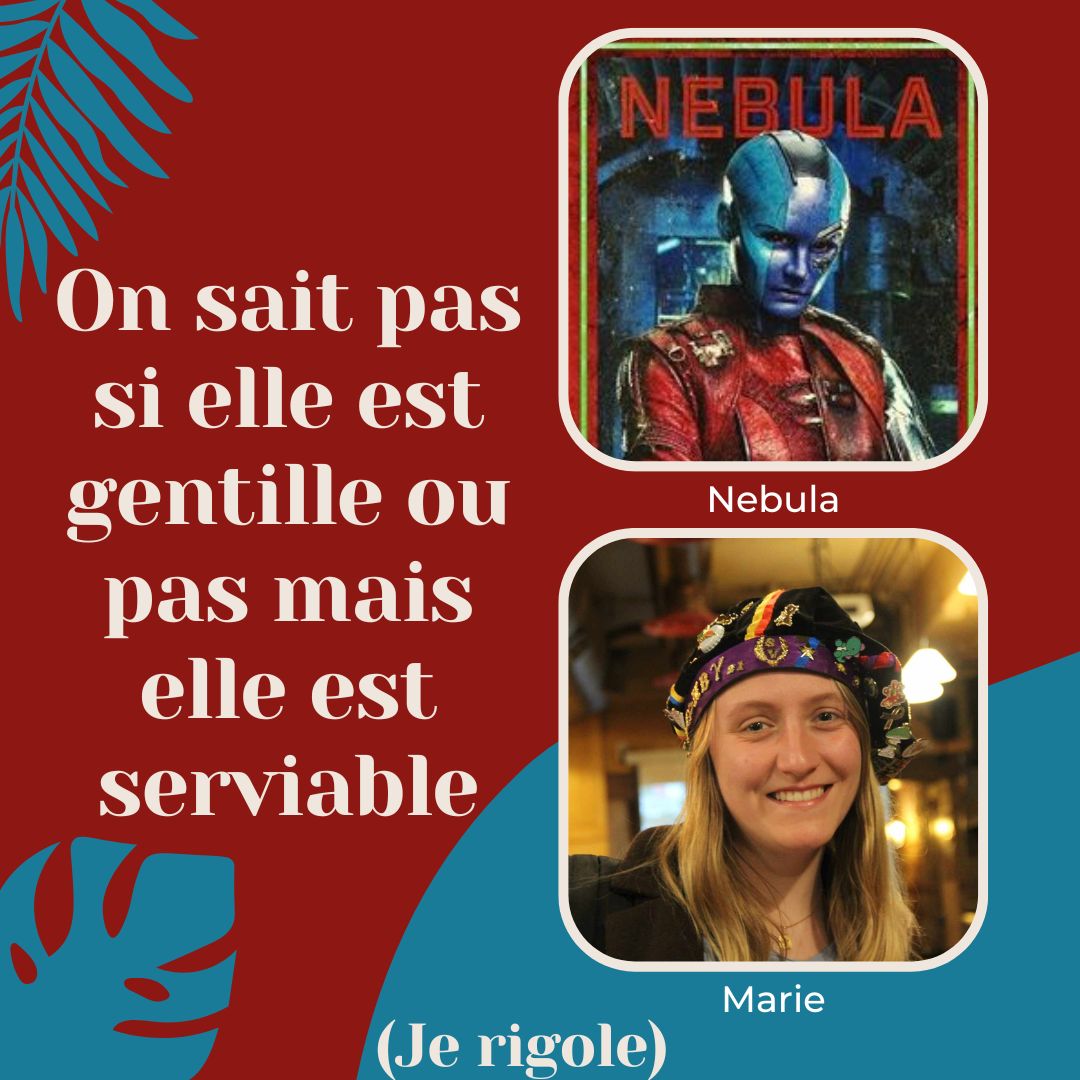 NEBULA
On sait pas
si elle est
gentille ou
pas mais
elle est
serviable
Nebula
Marie
(Je rigole)